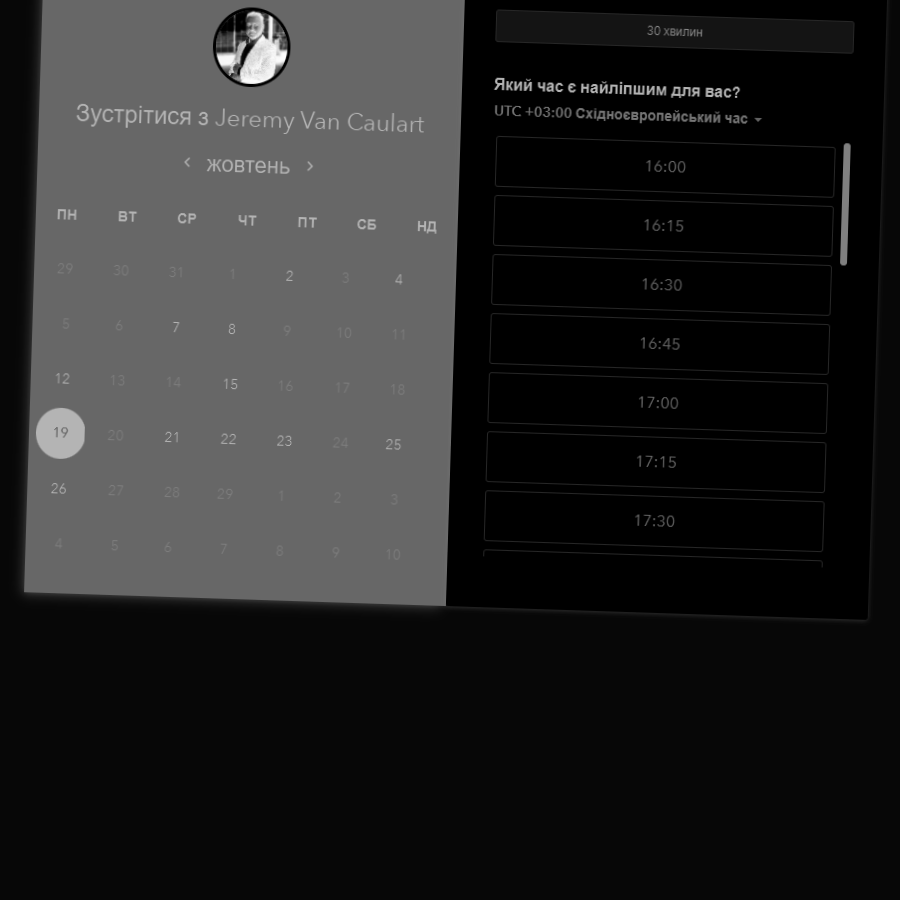 Зустрітися з Jeremy Van Caulart
жовтень
ПН ВТ СР ЧТ ПТ СБ НД
29 30 31 1 2 3 4
5 6 7 8 9 10 11
12 13 14 15 16 17 18
19 20 21 22 23 24 25
26 27 28 29 1 2 3
4 5 6 7 8 9 10
30 хвилин
Який час є найліпшим для вас?
UTC +03:00 Східноєвропейський час
16:00
16:15
16:30
16:45
17:00
17:15
17:30